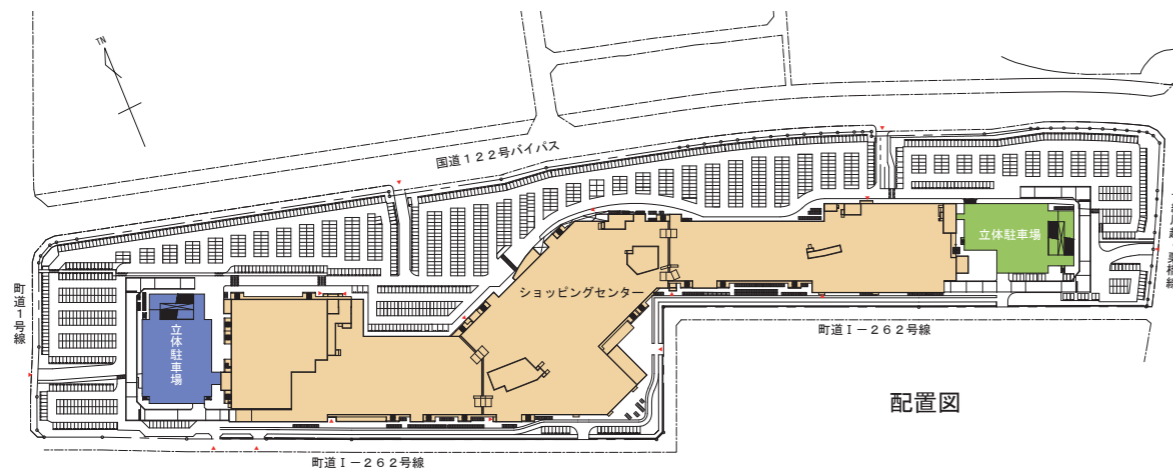 TN
国道122号バイパス
立体駐車場
ショッピングセンター
町道1号線
立体駐車場
町道Ⅰ-262号線
配置図
町道Ⅰ-262号線